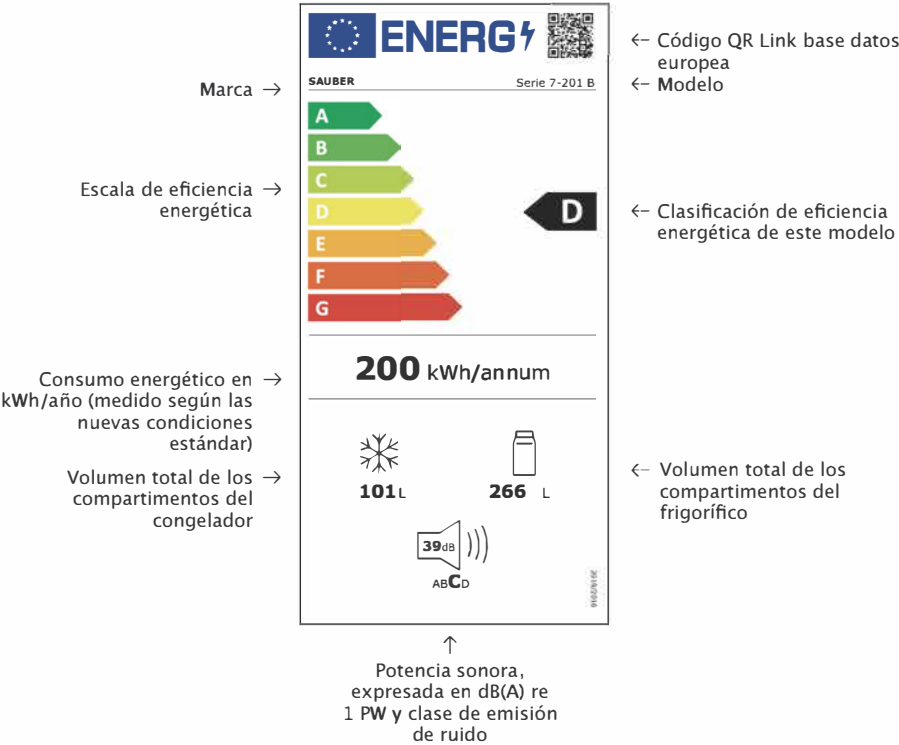 ENERG
← Código QR Link base datos
europea
Marca →
SAUBER
Serie 7-201 B
← Modelo
A
B
C
D
E
F
G
Escala de eficiencia →
energética
D
← Clasificación de eficiencia
energética de este modelo
200 kWh/annum
Consumo energético en →
kWh/año (medido según las
nuevas condiciones
estándar)
Volumen total de los →
compartimentos del
congelador
101L
266 L
← Volumen total de los
compartimentos del
frigorífico
39dB
ABCD
2019/2016
↑
Potencia sonora,
expresada en dB(A) re
1 PW y clase de emisión
de ruido